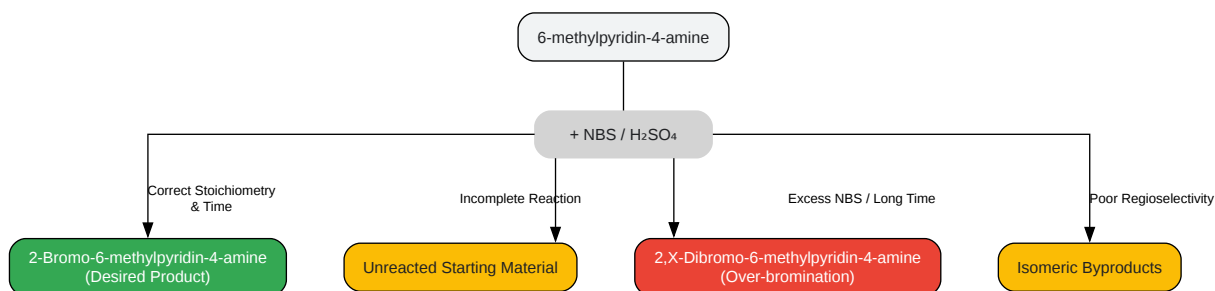 6-methylpyridin-4-amine
+ NBS / H₂SO₄
Correct Stoichiometry
& Time
Incomplete Reaction
Excess NBS / Long Time
Poor Regioselectivity
2-Bromo-6-methylpyridin-4-amine
(Desired Product)
Unreacted Starting Material
2,X-Dibromo-6-methylpyridin-4-amine
(Over-bromination)
Isomeric Byproducts